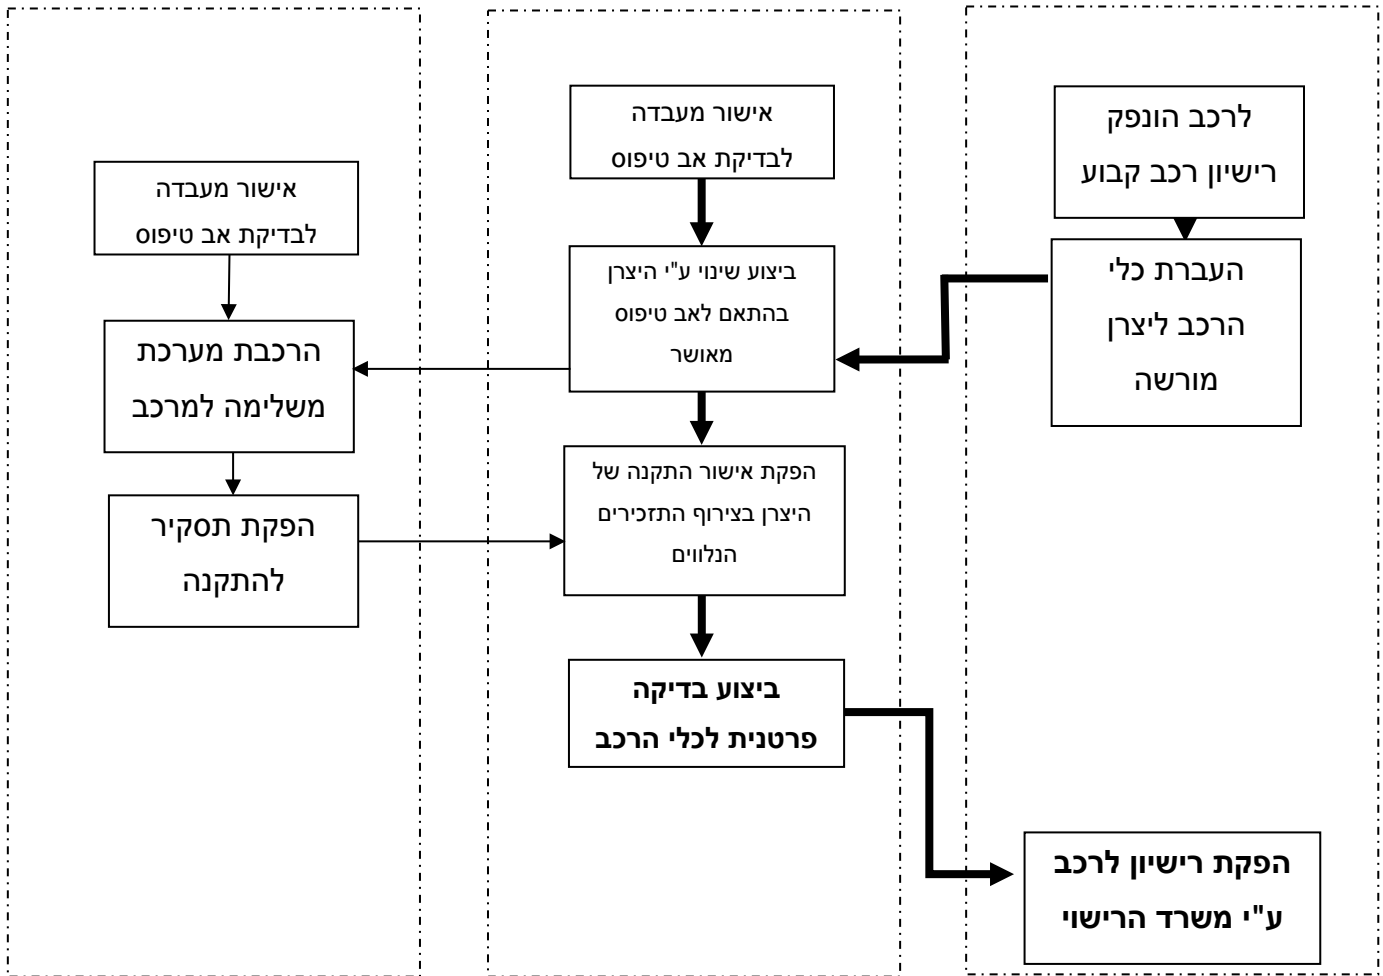 לרכב הונפק
רישיון רכב קבוע
העברת כלי
הרכב ליצרן
מורשה
הפקת רישיון לרכב
ע"י משרד הרישוי
אישור מעבדה
לבדיקת אב טיפוס
ביצוע שינוי ע"י היצרן
בהתאם לאב טיפוס
מאושר
הפקת אישור התקנה של
היצרן בצירוף התזכירים
הנלווים
ביצוע בדיקה
פרטנית לכלי הרכב
אישור מעבדה
לבדיקת אב טיפוס
הרכבת מערכת
משלימה למרכב
הפקת תסקיר
להתקנה